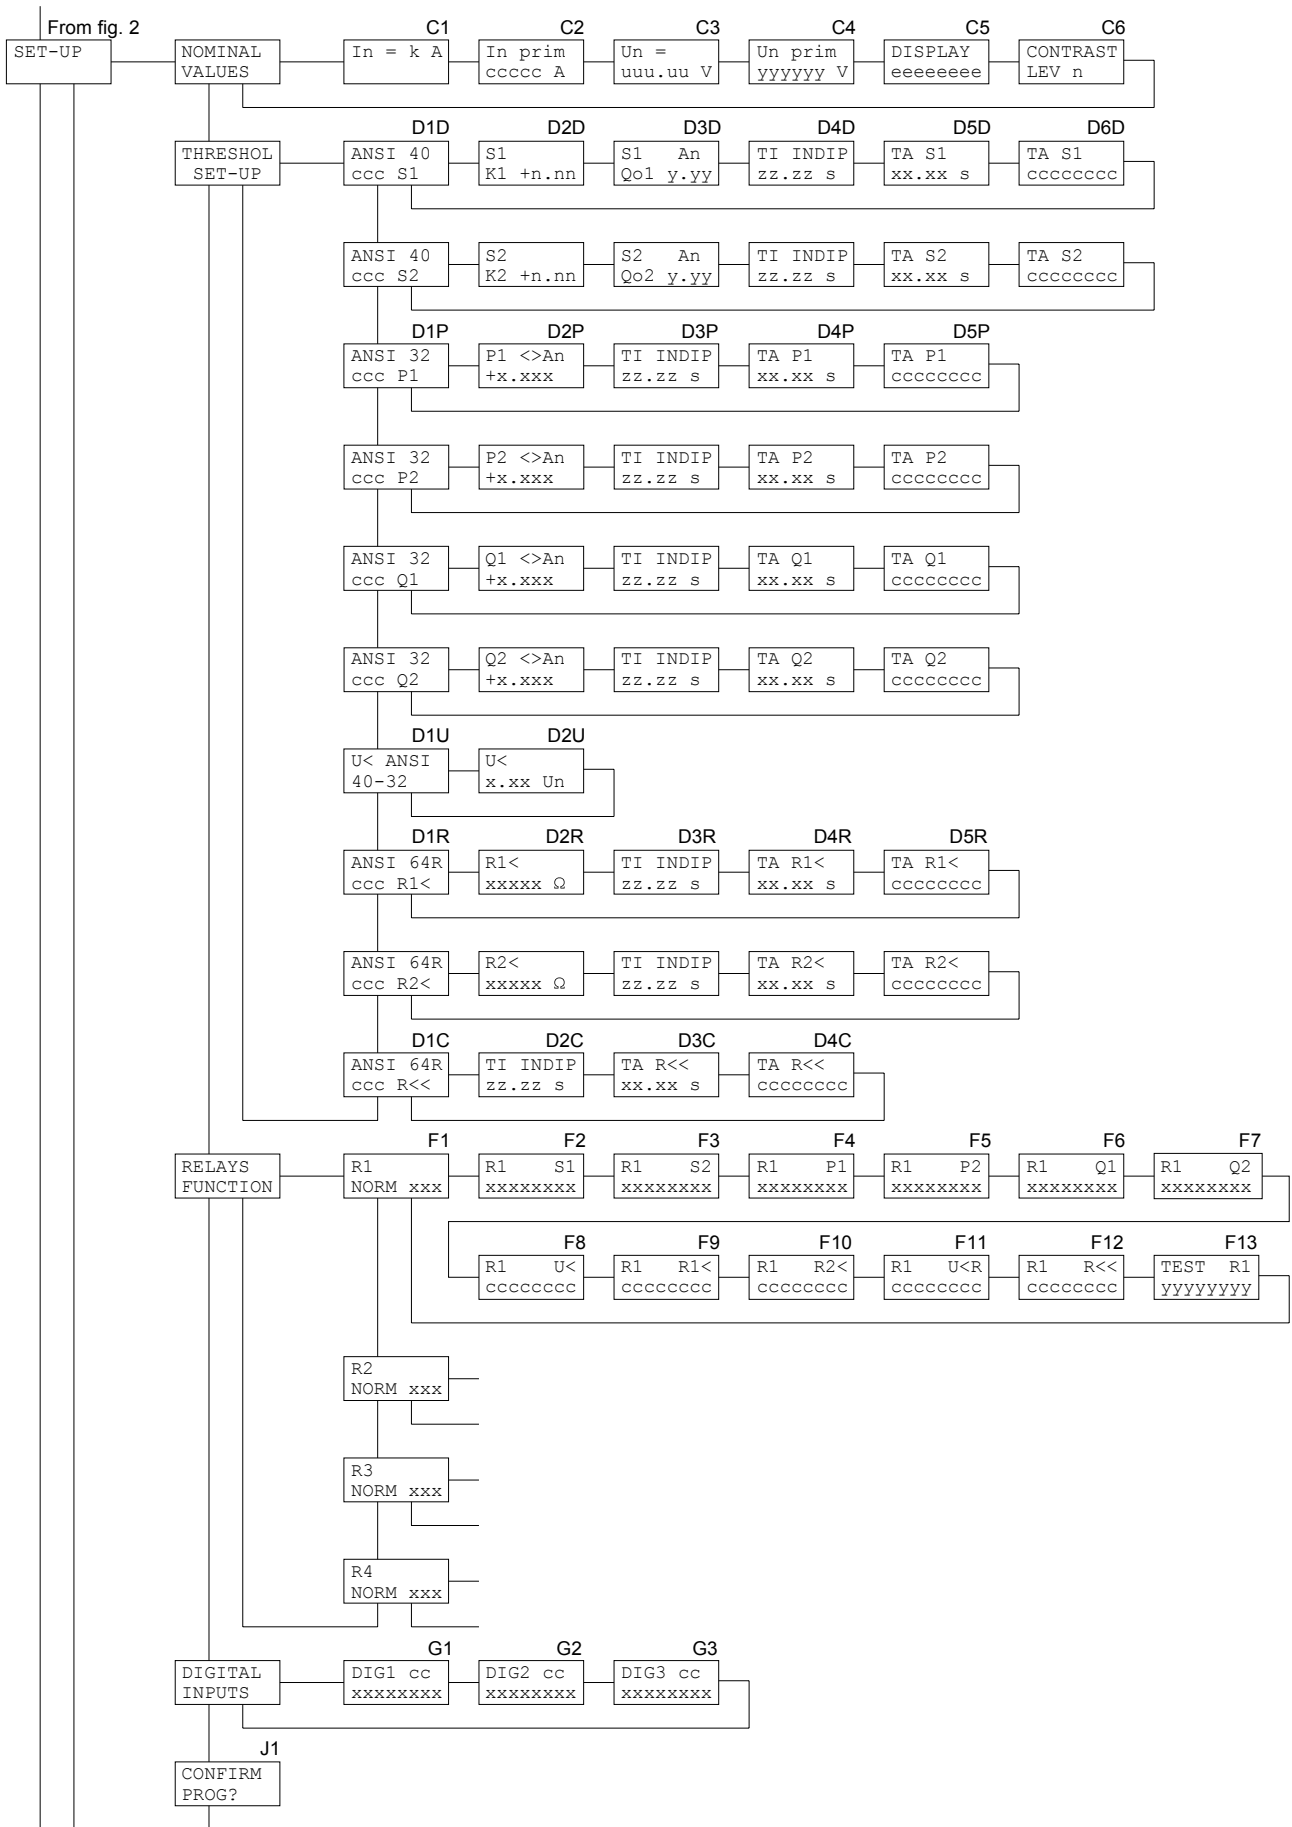 From fig. 2
C1 C2 C3 C4 C5 C6
SET-UP NOMINAL In = k A In prim Un = Un prim DISPLAY CONTRAST
VALUES ccccc A uuu.uu V yyyyyy V eeeeeeee LEV n
D1D D2D D3D D4D D5D D6D
THRESHOL ANSI 40 S1 S1 An TI INDIP TA S1 TA S1
SET-UP ccc S1 K1 +n.nn Qo1 y.yy zz.zz s xx.xx s cccccccc
ANSI 40 S2 S2 An TI INDIP TA S2 TA S2
ccc S2 K2 +n.nn Qo2 y.yy zz.zz s xx.xx s cccccccc
D1P D2P D3P D4P D5P
ANSI 32 P1 <>An TI INDIP TA P1 TA P1
ccc P1 +x.xxx zz.zz s xx.xx s cccccccc
ANSI 32 P2 <>An TI INDIP TA P2 TA P2
ccc P2 +x.xxx zz.zz s xx.xx s cccccccc
ANSI 32 Q1 <>An TI INDIP TA Q1 TA Q1
ccc Q1 +x.xxx zz.zz s xx.xx s cccccccc
ANSI 32 Q2 <>An TI INDIP TA Q2 TA Q2
ccc Q2 +x.xxx zz.zz s xx.xx s cccccccc
D1U D2U
U< ANSI U<
40-32 x.xx Un
D1R D2R D3R D4R D5R
ANSI 64R R1< TI INDIP TA R1< TA R1<
ccc R1< xxxxx Ω zz.zz s xx.xx s cccccccc
ANSI 64R R2< TI INDIP TA R2< TA R2<
ccc R2< xxxxx Ω zz.zz s xx.xx s cccccccc
D1C D2C D3C D4C
ANSI 64R TI INDIP TA R<< TA R<<
ccc R<< zz.zz s xx.xx s cccccccc
F1 F2 F3 F4 F5 F6 F7
RELAYS R1 R1 S1 R1 S2 R1 P1 R1 P2 R1 Q1 R1 Q2
FUNCTION NORM xxx xxxxxxxx xxxxxxxx xxxxxxxx xxxxxxxx xxxxxxxx xxxxxxxx
F8 F9 F10 F11 F12 F13
R1 U< R1 R1< R1 R2< R1 U<R R1 R<< TEST R1
cccccccc cccccccc cccccccc cccccccc cccccccc yyyyyyyy
R2
NORM xxx
R3
NORM xxx
R4
NORM xxx
G1 G2 G3
DIGITAL DIG1 cc DIG2 cc DIG3 cc
INPUTS xxxxxxxx xxxxxxxx xxxxxxxx
J1
CONFIRM
PROG?